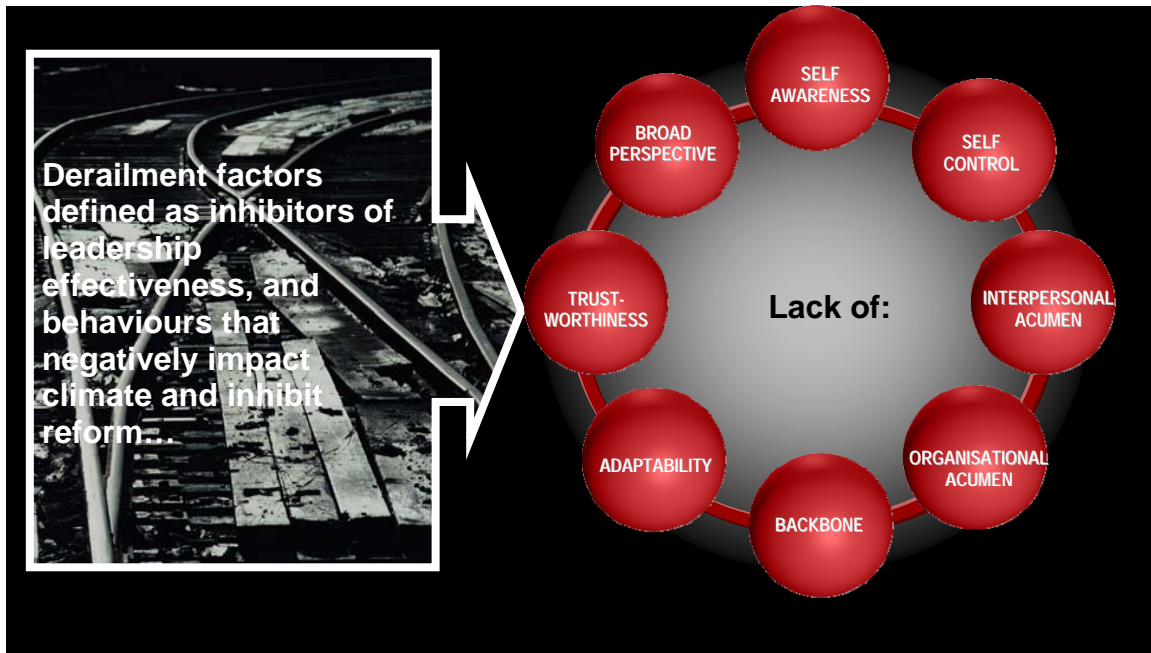 Derailment factors
defined as inhibitors of
leadership
effectiveness, and
behaviours that
negatively impact
climate and inhibit
reform…
Lack of:
SELF
AWARENESS
SELF
CONTROL
INTERPERSONAL
ACUMEN
ORGANISATIONAL
ACUMEN
BACKBONE
ADAPTABILITY
TRUST-
WORTHINESS
BROAD
PERSPECTIVE